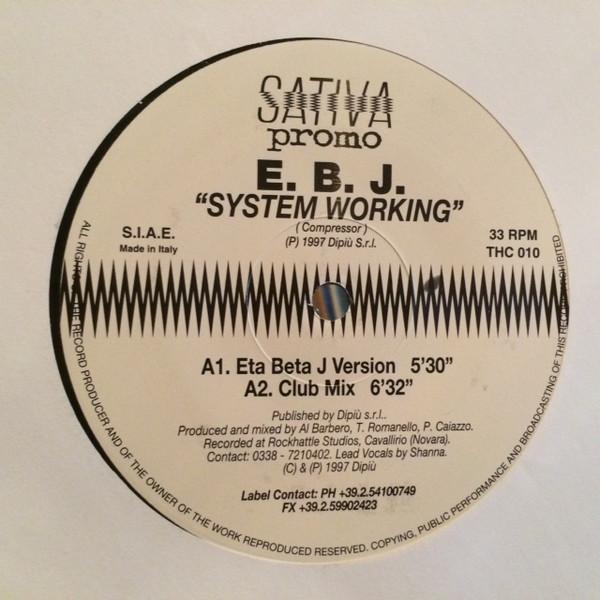 SATIVA
promo
E. B. J.
"SYSTEM WORKING"
( Compressor )
(P) 1997 Dipiù S.r.l.
S.I.A.E.
Made in Italy
33 RPM
THC 010
A1. Eta Beta J Version 5'30"
A2. Club Mix 6'32"
Published by Dipiù s.r.l..
Produced and mixed by Al Barbero, T. Romanello, P. Caiazzo.
Recorded at Rockhattle Studios, Cavallirio (Novara).
Contact: 0338 - 7210402. Lead Vocals by Shanna.
(C) & (P) 1997 Dipiù
Label Contact: PH +39.2.54100749
FX +39.2.59902423
ALL RIGHTS THE RECORD PRODUCER AND OF THE OWNER OF THE WORK REPRODUCED RESERVED. COPYING, PUBLIC PERFORMANCE AND BROADCASTING OF THIS PROHIBITED